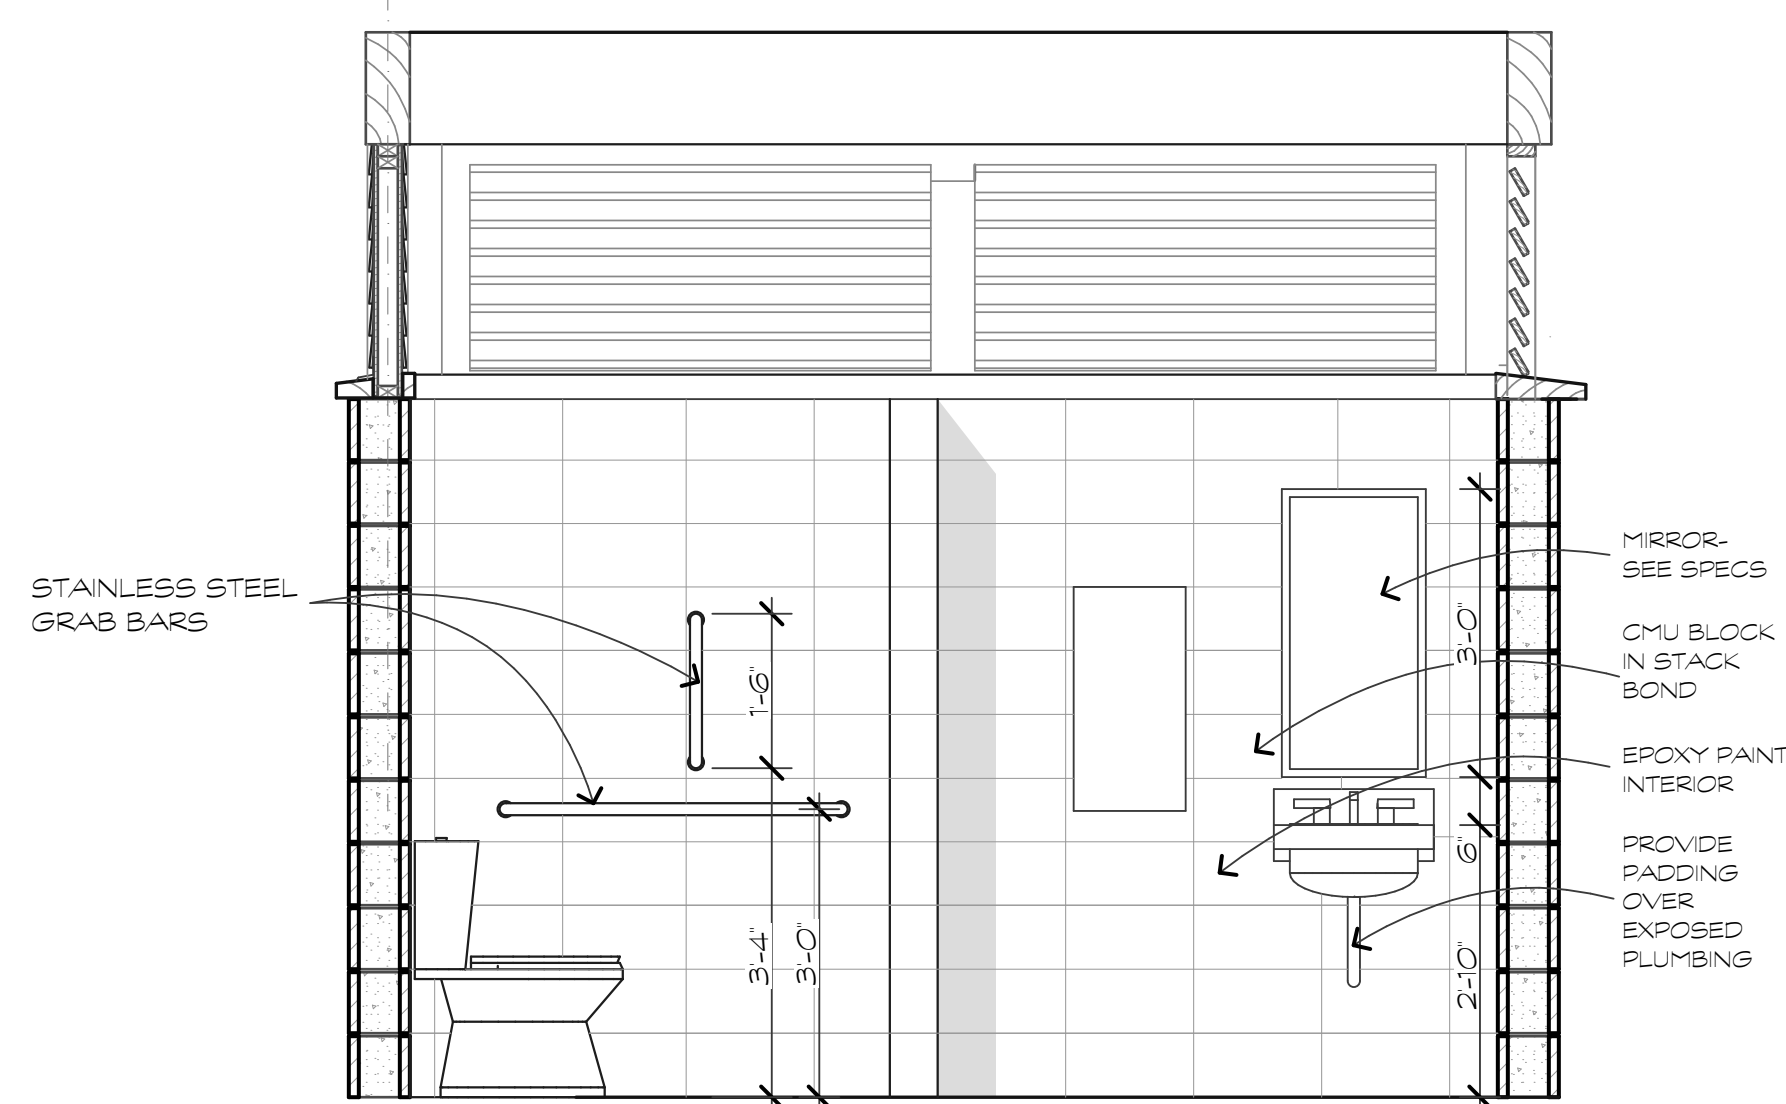 STAINLESS STEEL
GRAB BARS
1'-6"
3'-4"
3'-0"
3'-0"
6"
2'-10"
MIRROR-
SEE SPECS
CMU BLOCK
IN STACK
BOND
EPOXY PAINT
INTERIOR
PROVIDE
PADDING
OVER
EXPOSED
PLUMBING